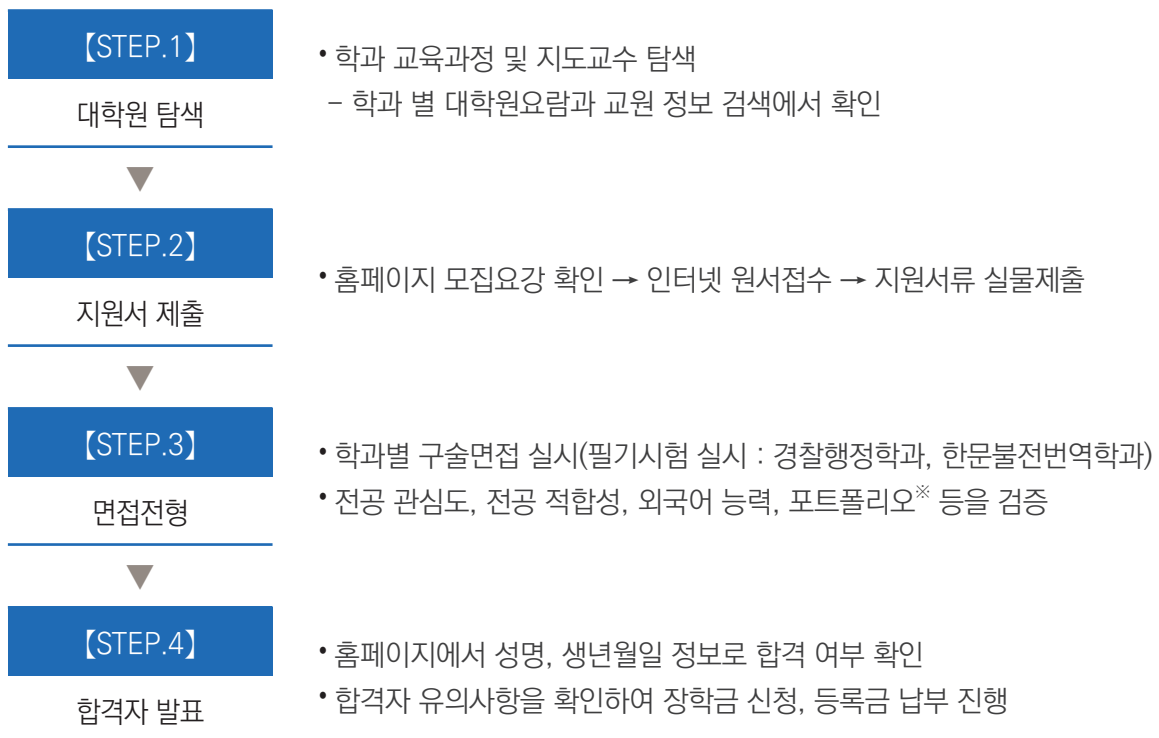 【STEP.1】
대학원 탐색
• 학과 교육과정 및 지도교수 탐색
– 학과 별 대학원요람과 교원 정보 검색에서 확인
▼
【STEP.2】
지원서 제출
• 홈페이지 모집요강 확인 → 인터넷 원서접수 → 지원서류 실물제출
▼
【STEP.3】
면접전형
• 학과별 구술면접 실시(필기시험 실시 : 경찰행정학과, 한문불전번역학과)
• 전공 관심도, 전공 적합성, 외국어 능력, 포트폴리오※ 등을 검증
▼
【STEP.4】
합격자 발표
• 홈페이지에서 성명, 생년월일 정보로 합격 여부 확인
• 합격자 유의사항을 확인하여 장학금 신청, 등록금 납부 진행